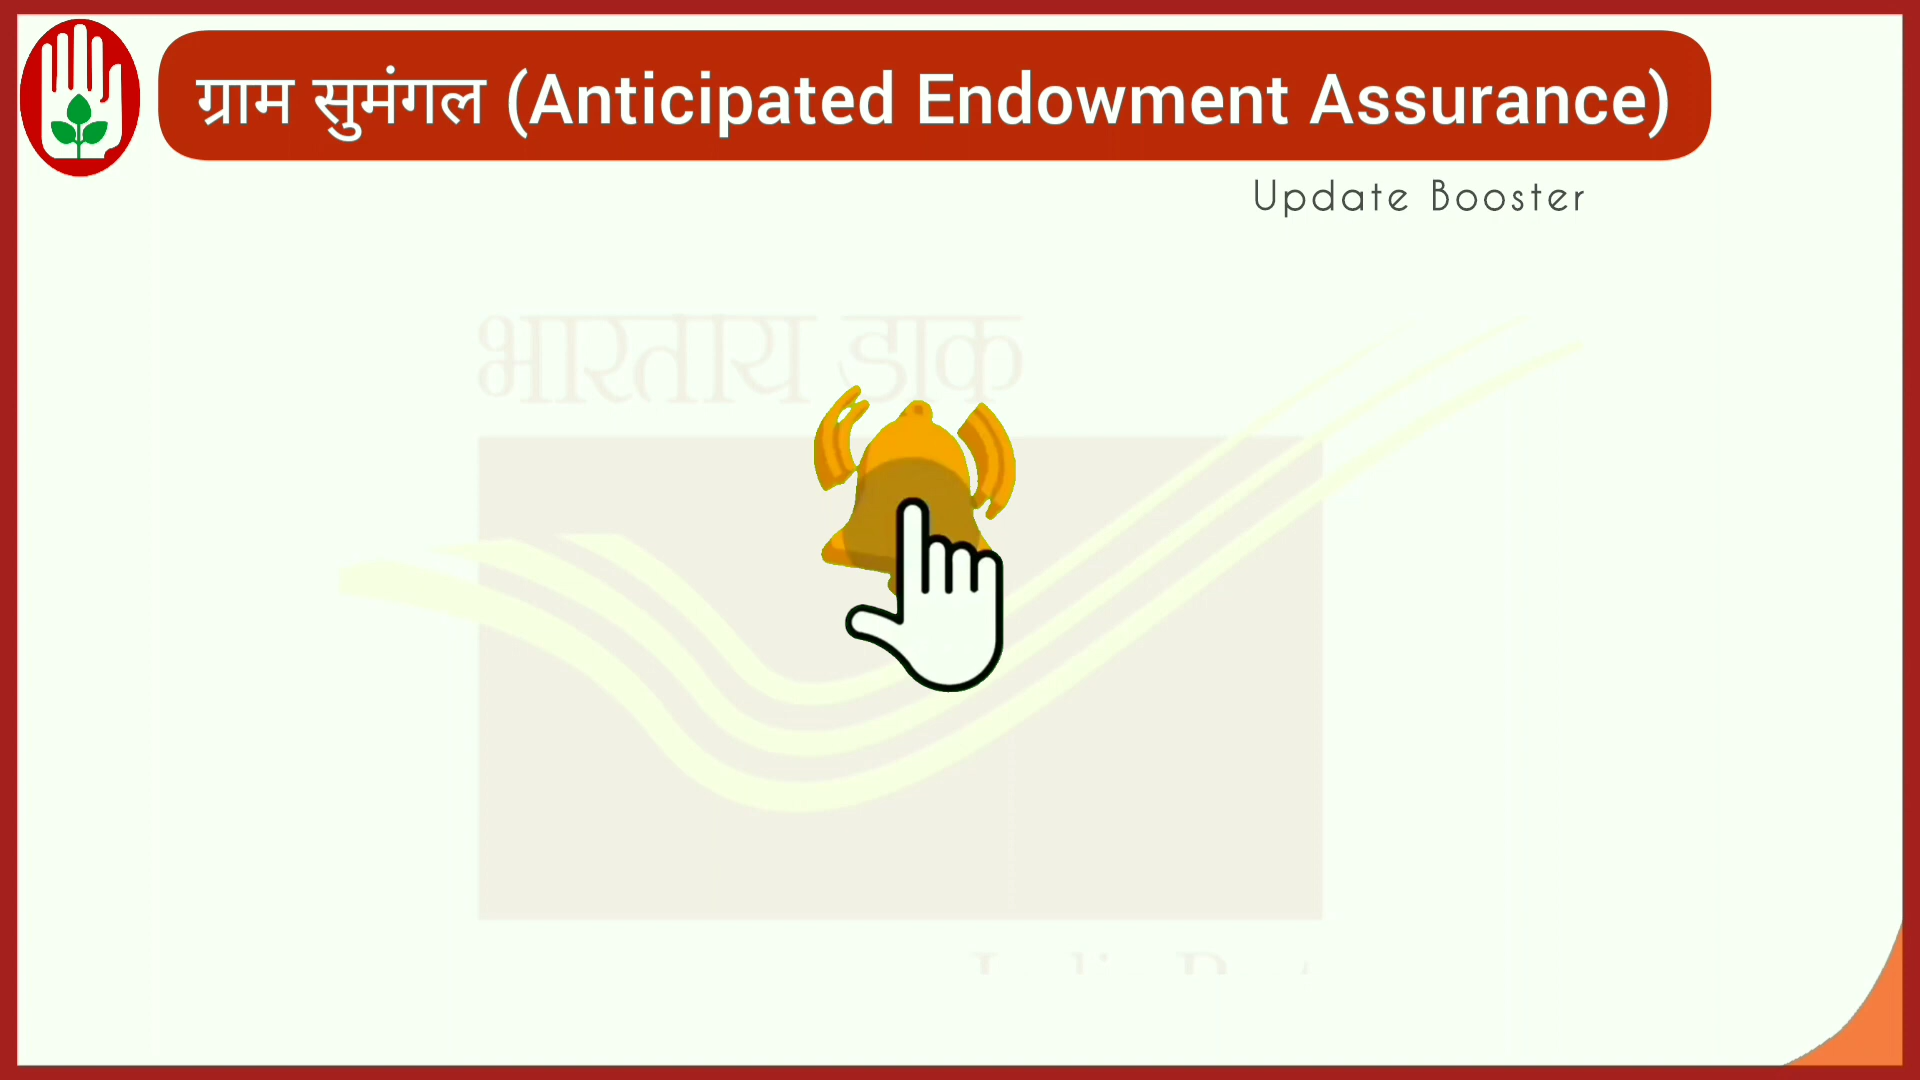 ग्राम सुमंगल (Anticipated Endowment Assurance)
Update Booster
भारतीय डाक